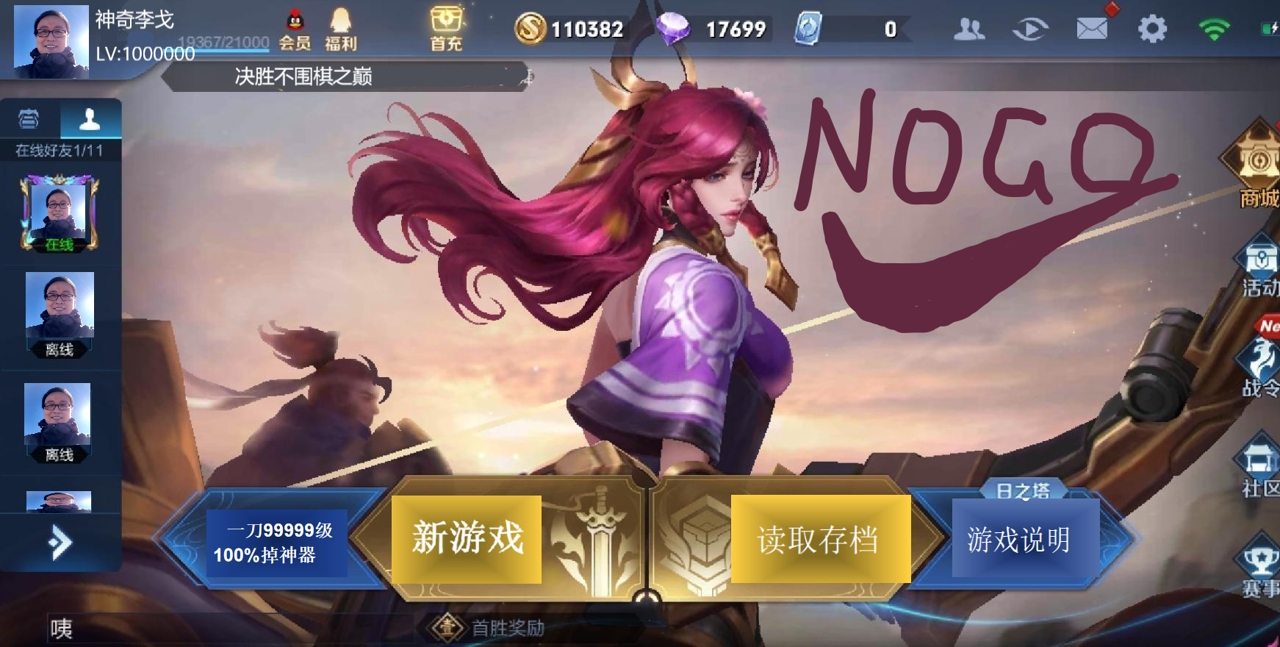 神奇李戈
LV:1000000
19367/21000
会员
福利
首充
110382
17699
0
决胜不围棋之巅
NOGO
在线好友1/11
在线
离线
离线
商城
活动
Ne
战令
社区
赛事
一刀99999级
100%掉神器
新游戏
读取存档
日之塔
游戏说明
咦
壹
首胜奖励